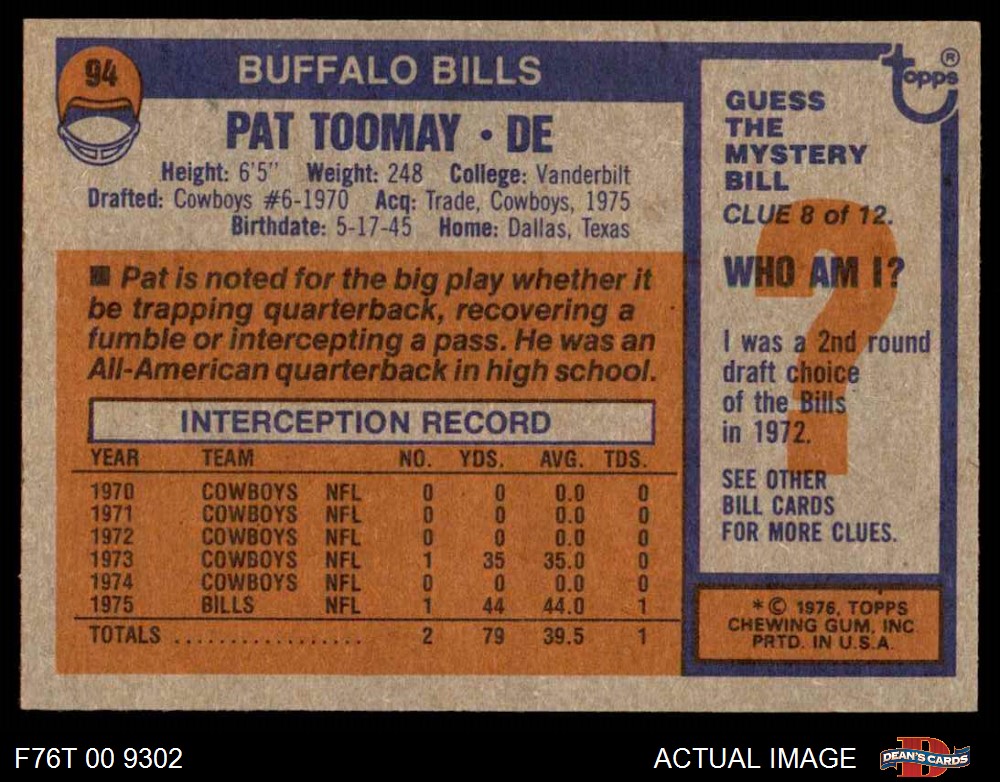 94
BUFFALO BILLS
PAT TOOMAY • DE
Height: 6'5" Weight: 248 College: Vanderbilt
Drafted: Cowboys #6-1970 Acq: Trade, Cowboys, 1975
Birthdate: 5-17-45 Home: Dallas, Texas
■ Pat is noted for the big play whether it
be trapping quarterback, recovering a
fumble or intercepting a pass. He was an
All-American quarterback in high school.
INTERCEPTION RECORD
YEAR TEAM NO. YDS. AVG. TDS.
1970 COWBOYS NFL 0 0 0.0 0
1971 COWBOYS NFL 0 0 0.0 0
1972 COWBOYS NFL 0 0 0.0 0
1973 COWBOYS NFL 1 35 35.0 0
1974 COWBOYS NFL 0 0 0.0 0
1975 BILLS NFL 1 44 44.0 1
TOTALS .................. 2 79 39.5 1
topps®
GUESS
THE
MYSTERY
BILL
CLUE 8 of 12.
?
WHO AM I?
I was a 2nd round
draft choice
of the Bills
in 1972.
SEE OTHER
BILL CARDS
FOR MORE CLUES.
*© 1976, TOPPS
CHEWING GUM, INC
PRTD. IN U.S.A.
F76T 00 9302
ACTUAL IMAGE
D
DEAN'S CARDS